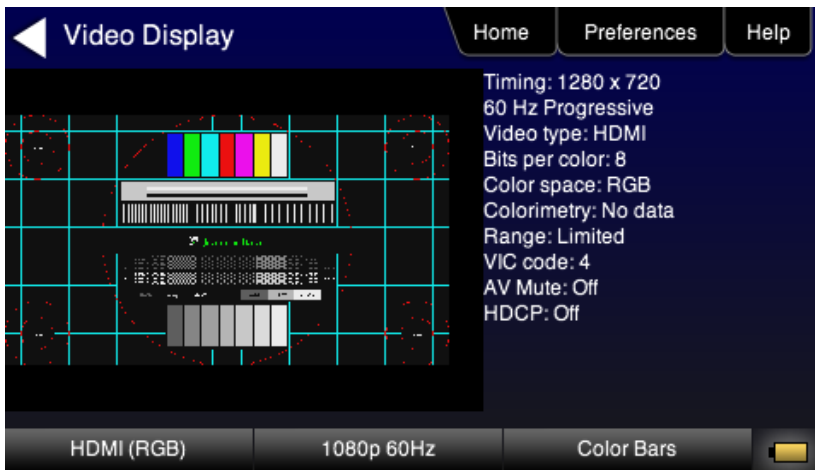 Video Display
Home
Preferences
Help
Timing: 1280 x 720
60 Hz Progressive
Video type: HDMI
Bits per color: 8
Color space: RGB
Colorimetry: No data
Range: Limited
VIC code: 4
AV Mute: Off
HDCP: Off
HDMI (RGB)
1080p 60Hz
Color Bars